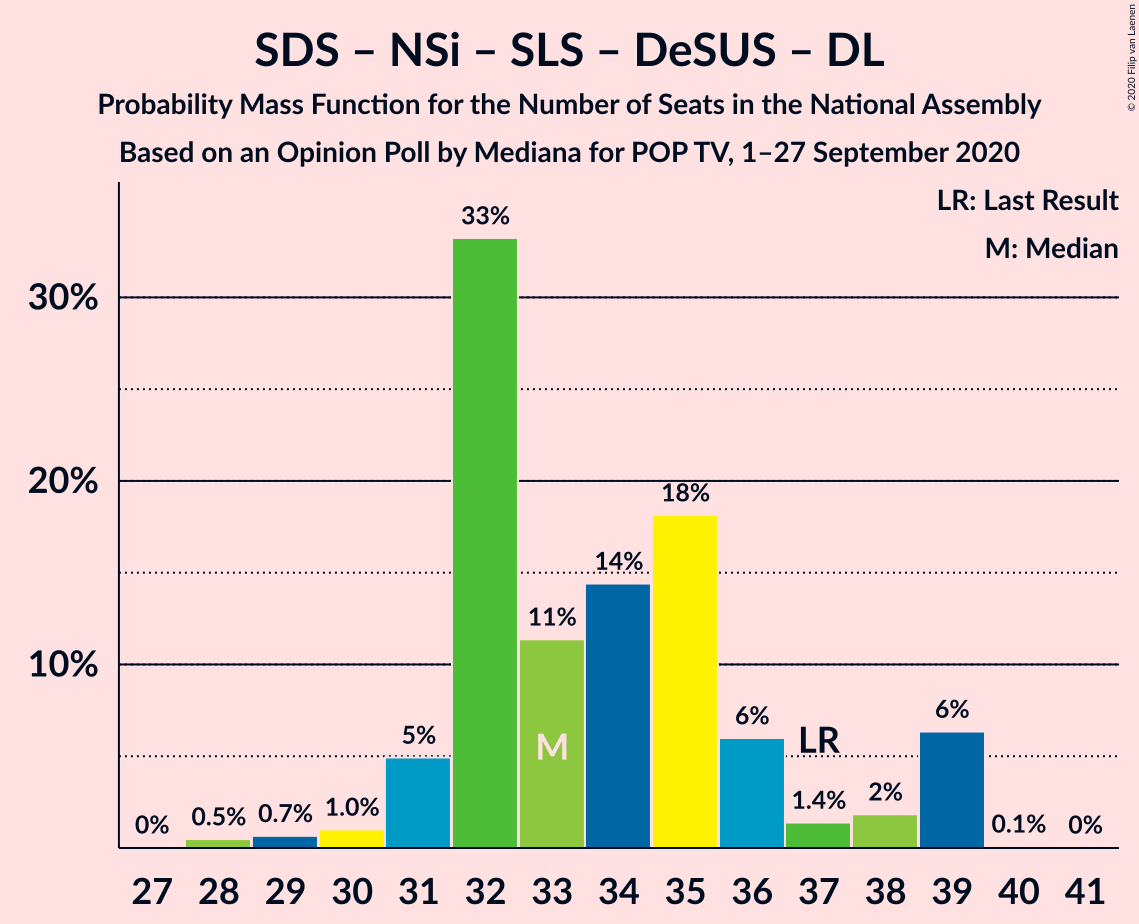 SDS – NSi – SLS – DeSUS – DL
Probability Mass Function for the Number of Seats in the National Assembly
Based on an Opinion Poll by Mediana for POP TV, 1–27 September 2020
© 2020 Filip van Laenen
LR: Last Result
M: Median
30%
20%
10%
0%
0.5%
0.7%
1.0%
5%
33%
11%
14%
18%
6%
1.4%
2%
6%
0.1%
0%
M
LR
27 28 29 30 31 32 33 34 35 36 37 38 39 40 41